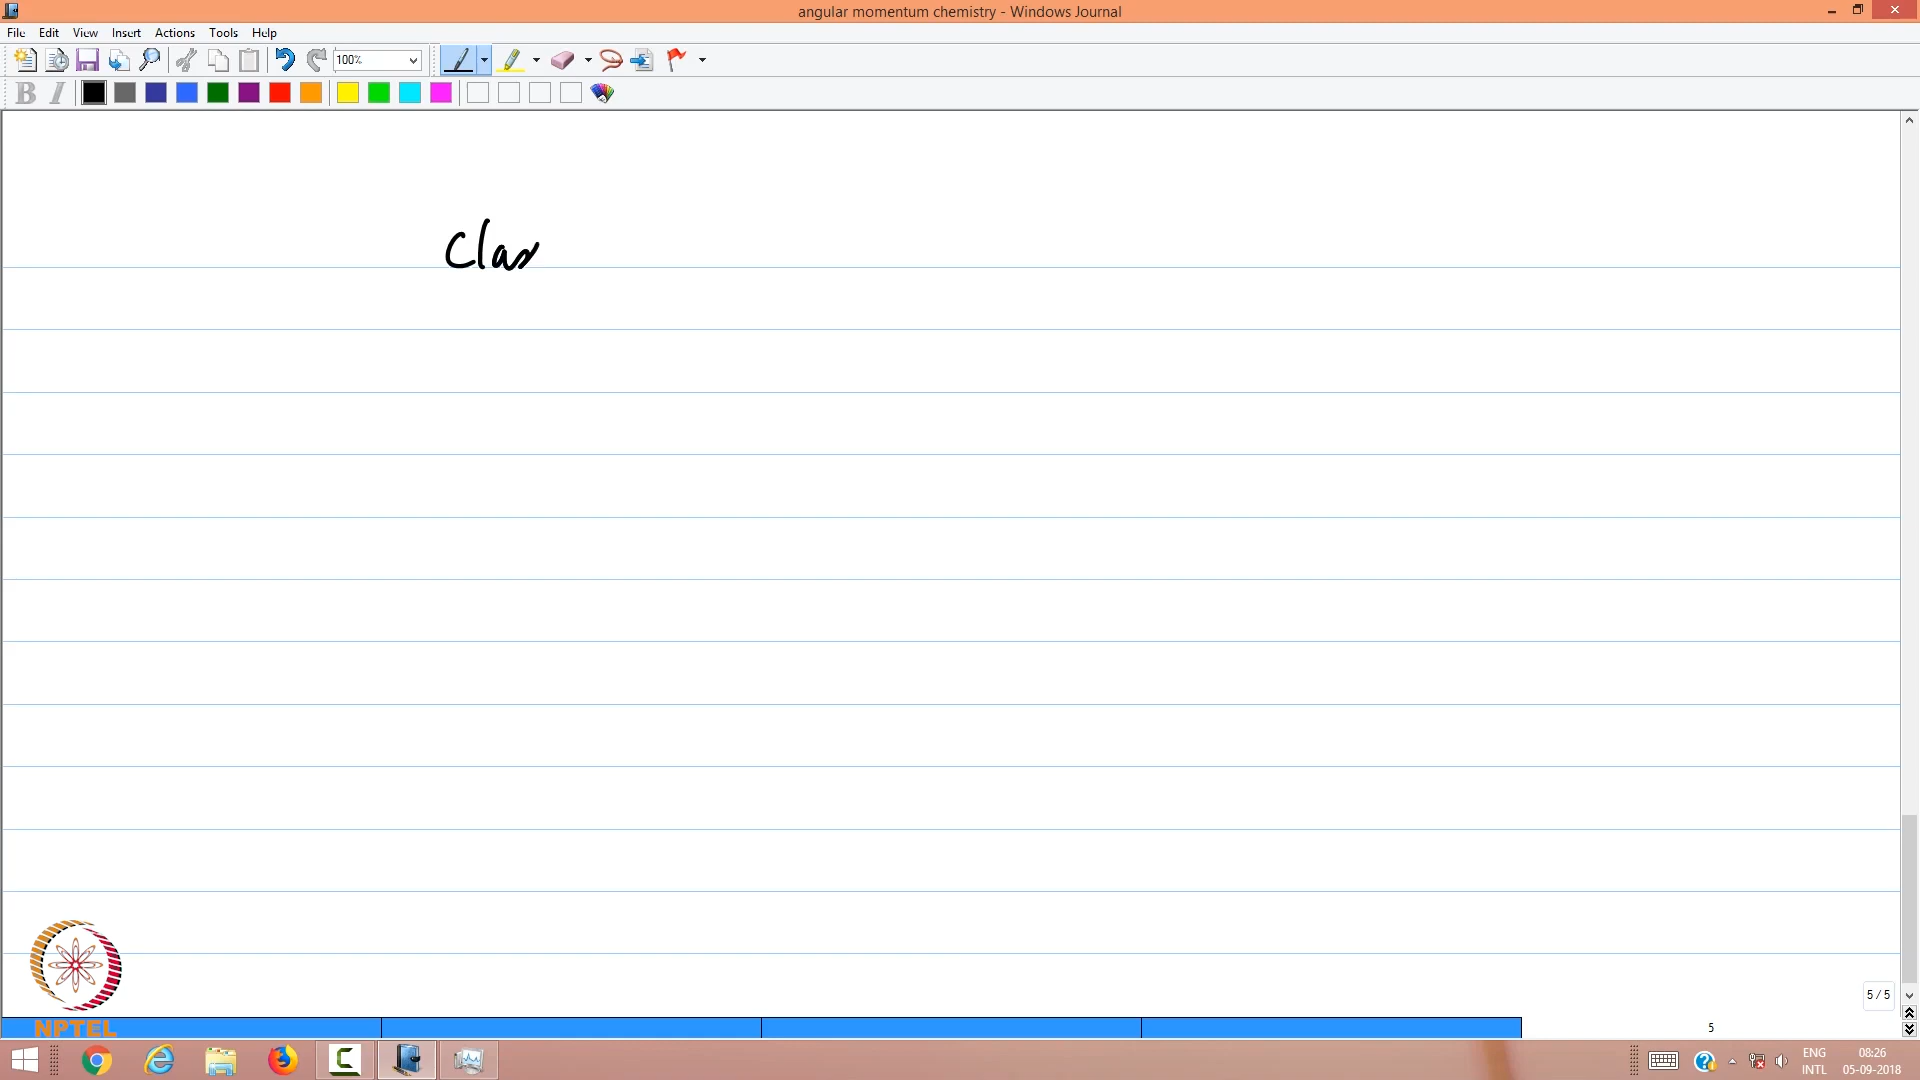 angular momentum chemistry - Windows Journal
File Edit View Insert Actions Tools Help
100%
B I
Clas
5 / 5
NPTEL
5
ENG 08:26
INTL 05-09-2018